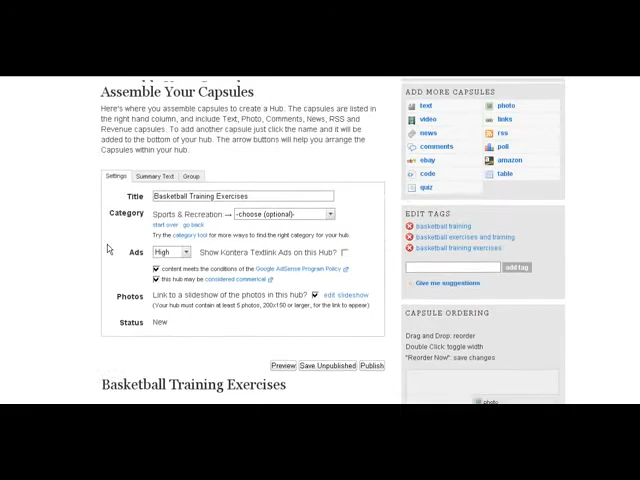 Assemble Your Capsules
Here's where you assemble capsules to create a Hub. The capsules are listed in
the right hand column, and include Text, Photo, Comments, News, RSS and
Revenue capsules. To add another capsule just click the name and it will be
added to the bottom of your hub. The arrow buttons will help you arrange the
Capsules within your hub.
Settings Summary Text Group
Title Basketball Training Exercises
Category Sports & Recreation → -choose (optional)-
start over go back
Try the category tool for more ways to find the right category for your hub.
Ads High Show Kontera Textlink Ads on this Hub?
content meets the conditions of the Google AdSense Program Policy
this hub may be considered commercial
Photos Link to a slideshow of the photos in this hub? edit slideshow
(Your hub must contain at least 5 photos, 200x150 or larger, for the link to appear)
Status New
Preview Save Unpublished Publish
Basketball Training Exercises
ADD MORE CAPSULES
text photo
video links
news rss
comments poll
ebay amazon
code table
quiz
EDIT TAGS
basketball training
basketball exercises and training
basketball training exercises
add tag
Give me suggestions
CAPSULE ORDERING
Drag and Drop: reorder
Double Click: toggle width
"Reorder Now": save changes
photo